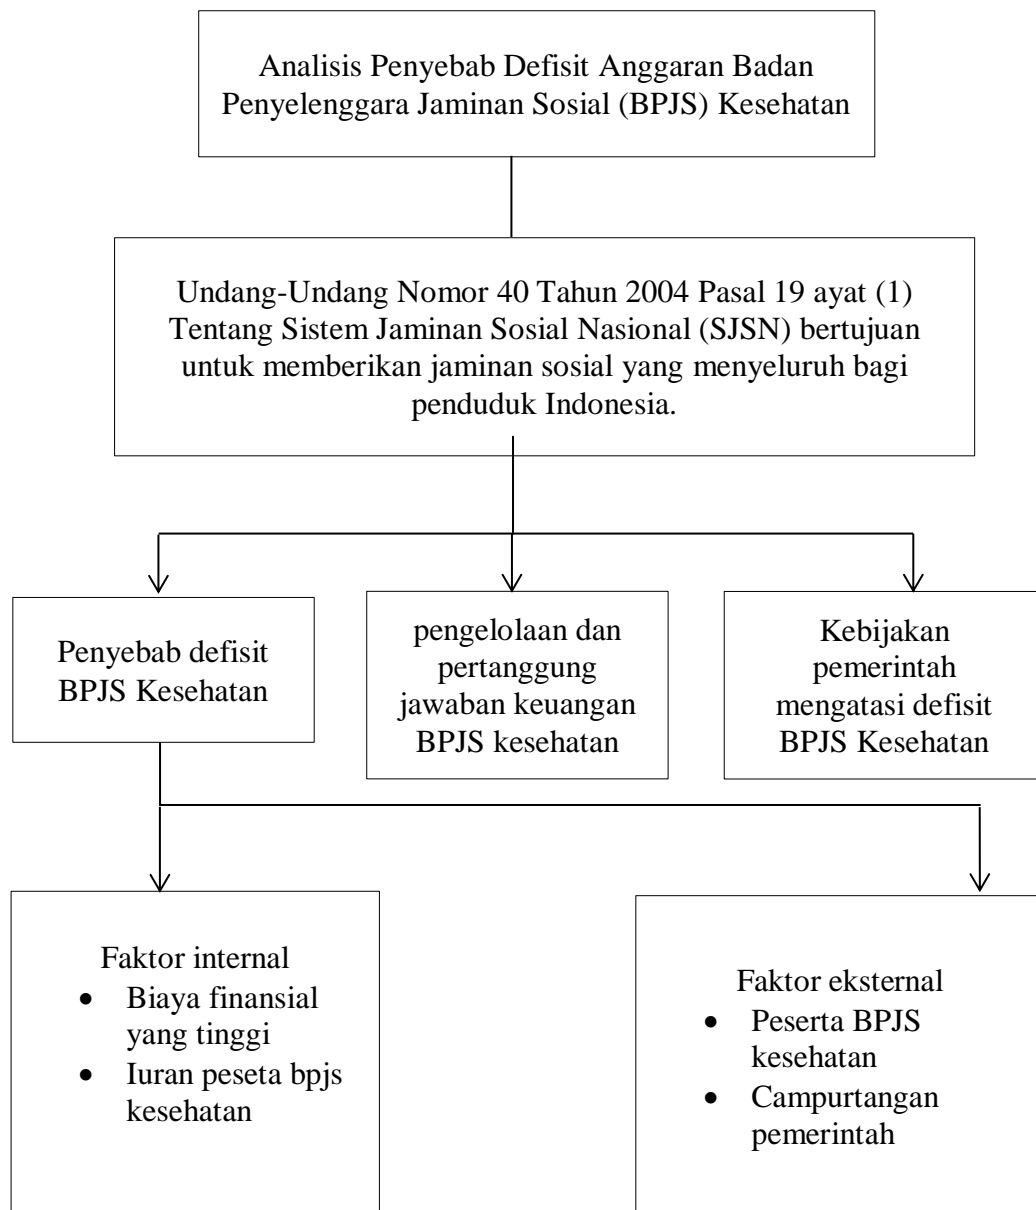 Analisis Penyebab Defisit Anggaran Badan
Penyelenggara Jaminan Sosial (BPJS) Kesehatan
Undang-Undang Nomor 40 Tahun 2004 Pasal 19 ayat (1)
Tentang Sistem Jaminan Sosial Nasional (SJSN) bertujuan
untuk memberikan jaminan sosial yang menyeluruh bagi
penduduk Indonesia.
Penyebab defisit
BPJS Kesehatan
pengelolaan dan
pertanggung
jawaban keuangan
BPJS kesehatan
Kebijakan
pemerintah
mengatasi defisit
BPJS Kesehatan
Faktor internal
• Biaya finansial
yang tinggi
• Iuran peseta bpjs
kesehatan
Faktor eksternal
• Peserta BPJS
kesehatan
• Campurtangan
pemerintah